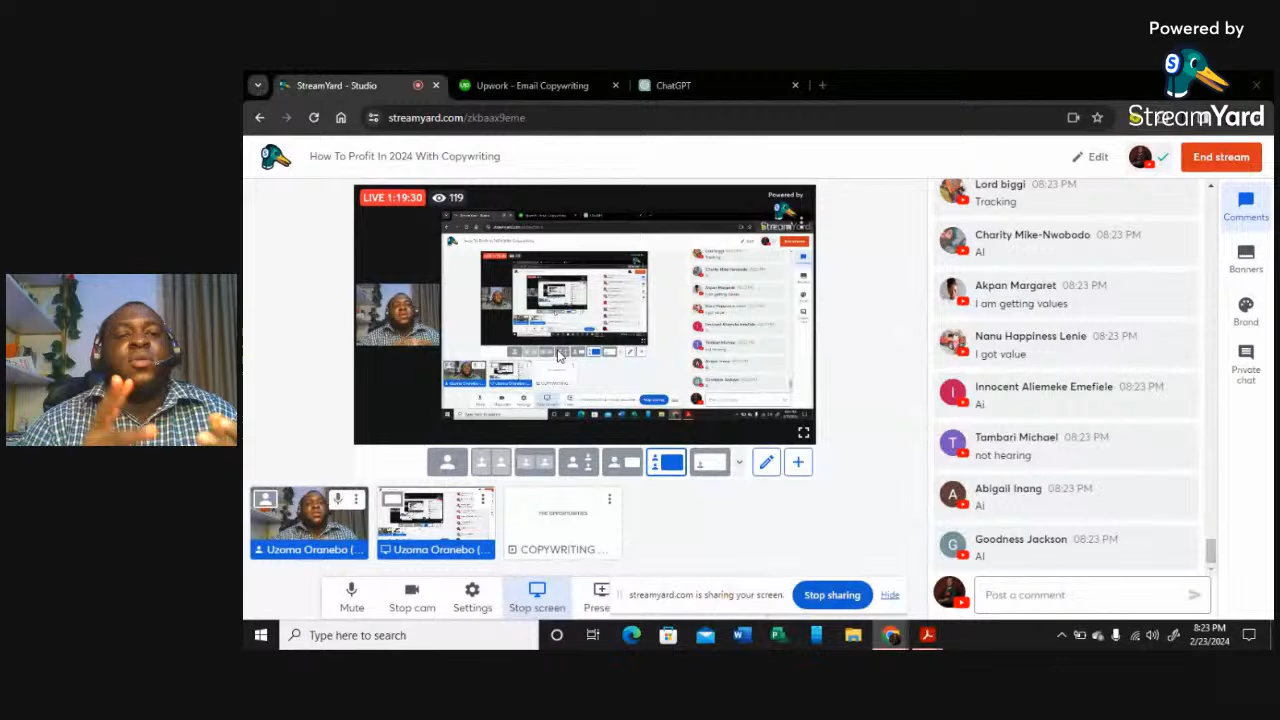 Powered by
StreamYard
StreamYard - Studio
Upwork - Email Copywriting
ChatGPT
streamyard.com/zkbaax9eme
How To Profit In 2024 With Copywriting
Edit
End stream
LIVE 1:19:30
119
Powered by
Lord biggi 08:23 PM
Tracking
Charity Mike-Nwobodo 08:23 PM
AI
Akpan Margaret 08:23 PM
I am getting values
Nanu Happiness Lenie 08:23 PM
I got value
Innocent Aliemeke Emefiele 08:23 PM
Ai
Tambari Michael 08:23 PM
not hearing
Abigail Inang 08:23 PM
Ai
Goodness Jackson 08:23 PM
AI
Post a comment
Comments
Banners
Brand
Private
chat
THE OPPORTUNITIES
Uzoma Oranebo (...
Uzoma Oranebo (...
COPYWRITING ...
Mute
Stop cam
Settings
Stop screen
Prese
streamyard.com is sharing your screen.
Stop sharing
Hide
Type here to search
8:23 PM
2/23/2024